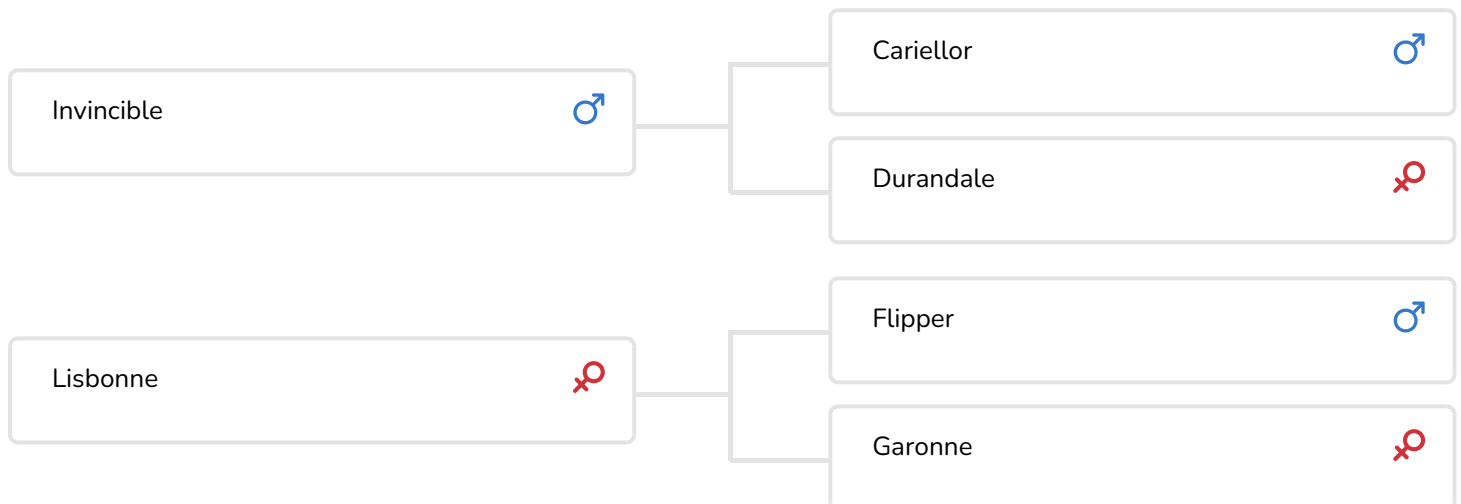 Cariellor
Invincible
Durandale
Flipper
Lisbonne
Garonne